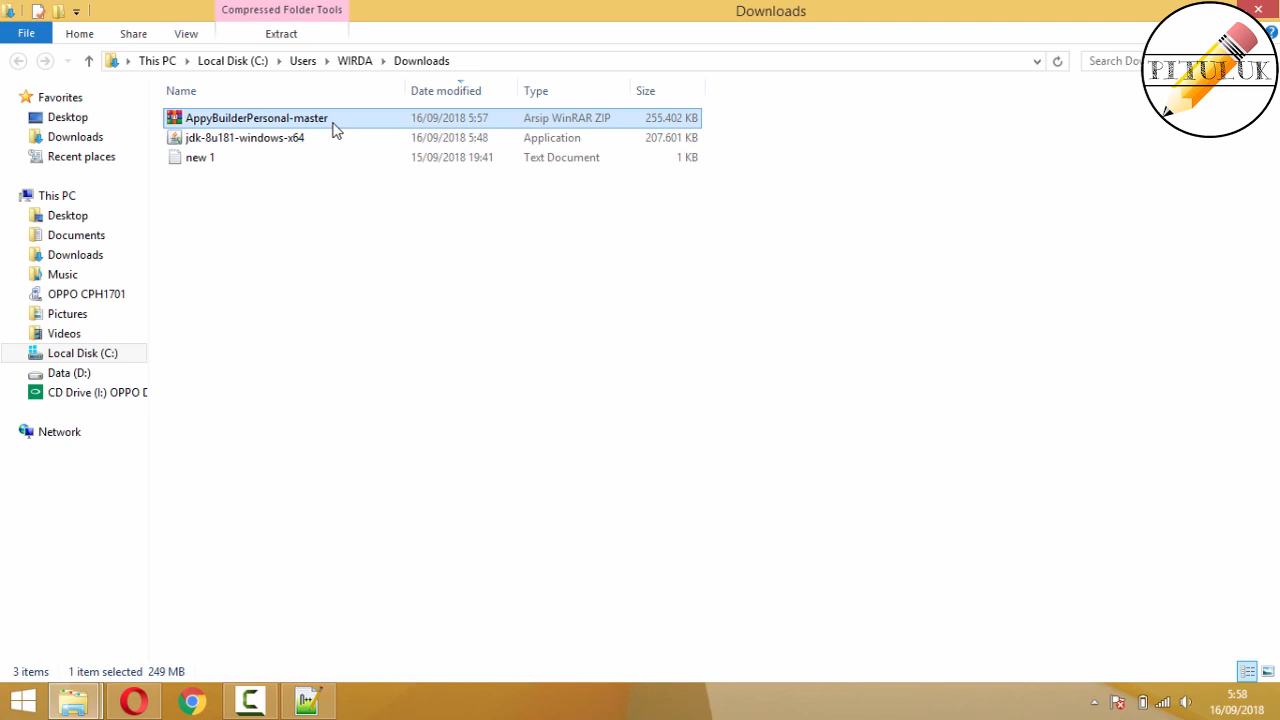 Compressed Folder Tools
Downloads
File
Home
Share
View
Extract
This PC
Local Disk (C:)
Users
WIRDA
Downloads
Search
PITULUK
Name
Date modified
Type
Size
AppyBuilderPersonal-master
16/09/2018 5:57
Arsip WinRAR ZIP
255.402 KB
jdk-8u181-windows-x64
16/09/2018 5:48
Application
207.601 KB
new 1
15/09/2018 19:41
Text Document
1 KB
Favorites
Desktop
Downloads
Recent places
This PC
Desktop
Documents
Downloads
Music
OPPO CPH1701
Pictures
Videos
Local Disk (C:)
Data (D:)
CD Drive (I:) OPPO D
Network
3 items
1 item selected 249 MB
5:58
16/09/2018